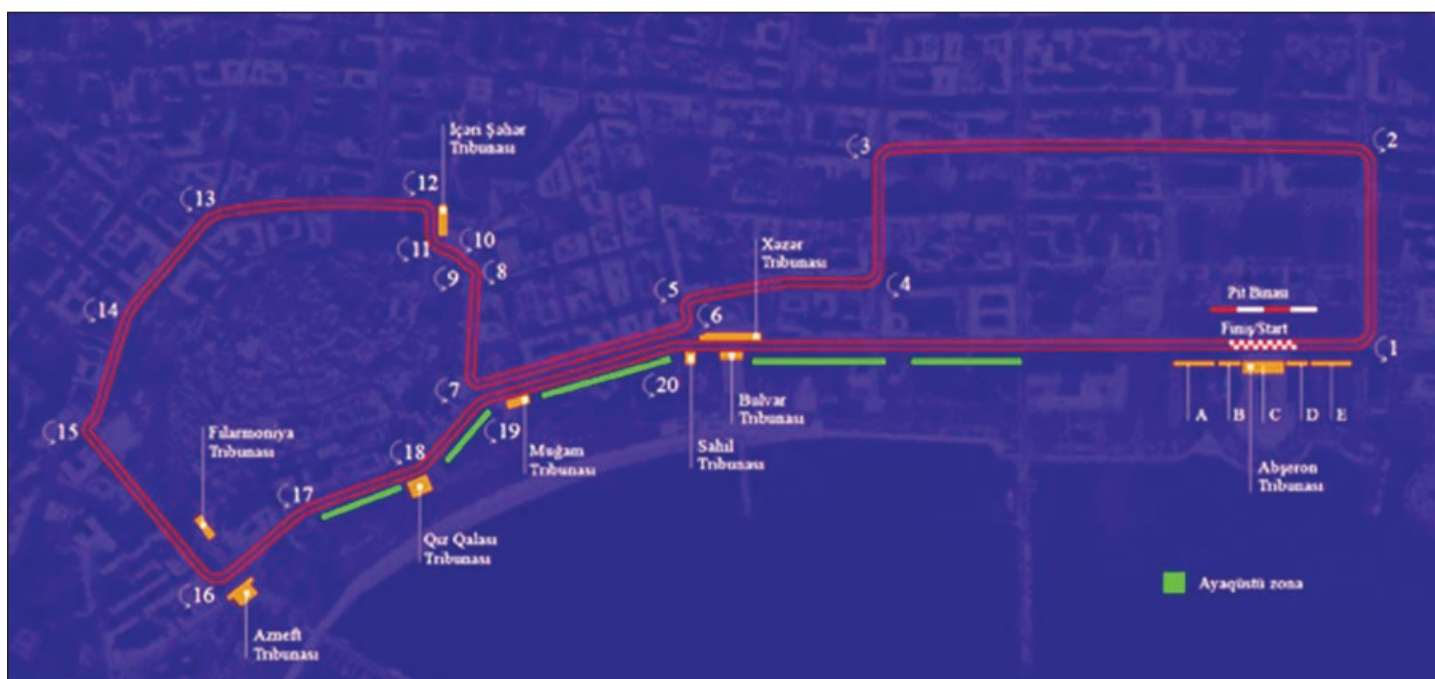 İçəri Şəhər
Tribunası
12
13
3
2
11
10
9
8
Xəzər
Tribunası
14
5
4
6
Pit Binası
Finiş/Start
1
7
20
15
Filarmoniya
Tribunası
18
19
Muğam
Tribunası
Sahil
Tribunası
Bulvar
Tribunası
A
B
C
D
E
Abşeron
Tribunası
17
Qız Qalası
Tribunası
16
Azneft
Tribunası
Ayaqüstü zona